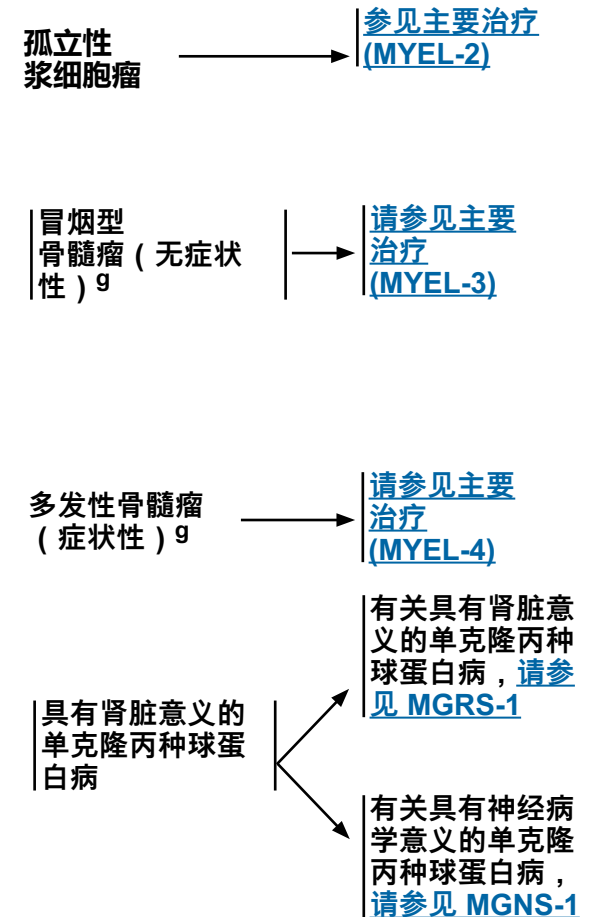 孤立性
浆细胞瘤
参见主要治疗
(MYEL-2)
冒烟型
骨髓瘤（无症状
性）g
请参见主要
治疗
(MYEL-3)
多发性骨髓瘤
（症状性）g
请参见主要
治疗
(MYEL-4)
具有肾脏意义的
单克隆丙种球蛋
白病
有关具有肾脏意
义的单克隆丙种
球蛋白病，请参
见 MGRS-1
有关具有神经病
学意义的单克隆
丙种球蛋白病，
请参见 MGNS-1